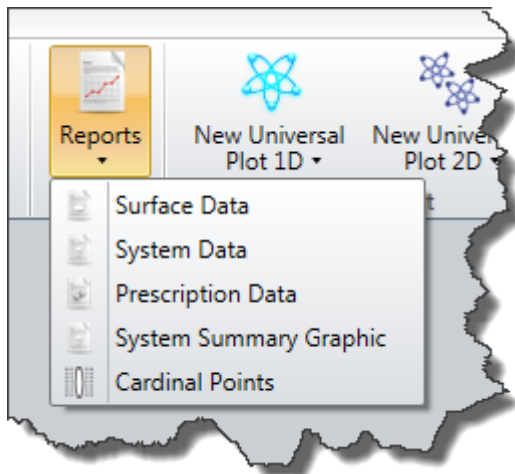 Reports
New Universal
Plot 1D
New Univer
Plot 2D
t
Surface Data
System Data
Prescription Data
System Summary Graphic
Cardinal Points